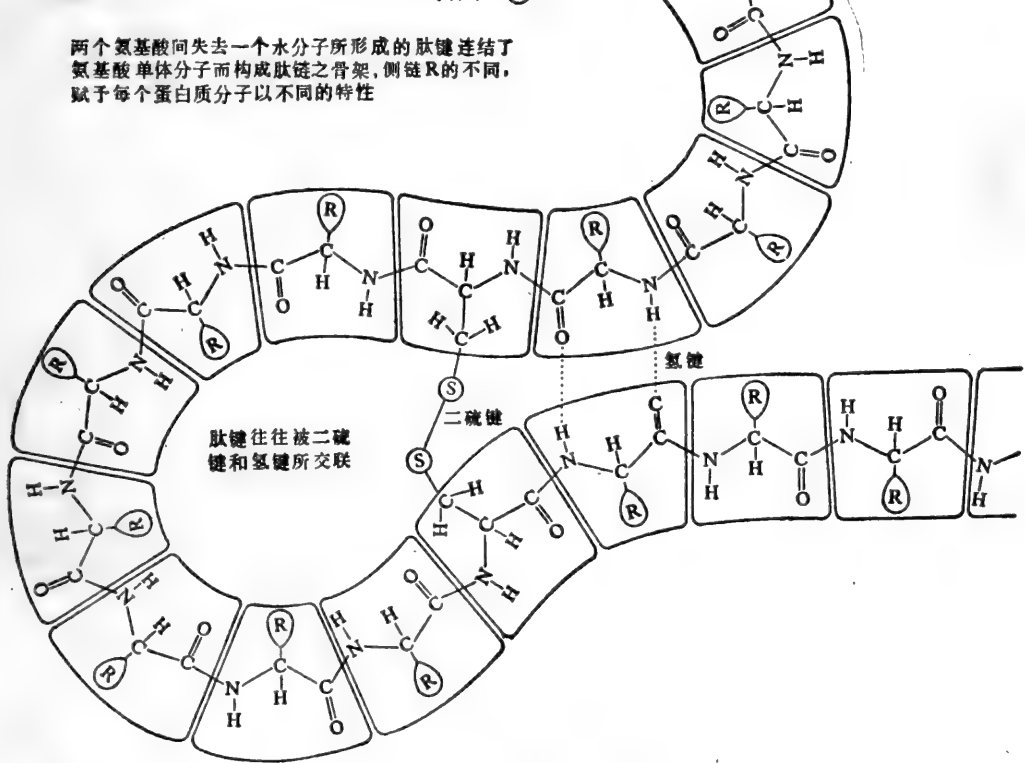 两个氨基酸间失去一个水分子所形成的肽键连结了
氨基酸单体分子而构成肽链之骨架,侧链R的不同,
赋予每个蛋白质分子以不同的特性
氢键
二硫键
肽键往往被二硫
键和氢键所交联